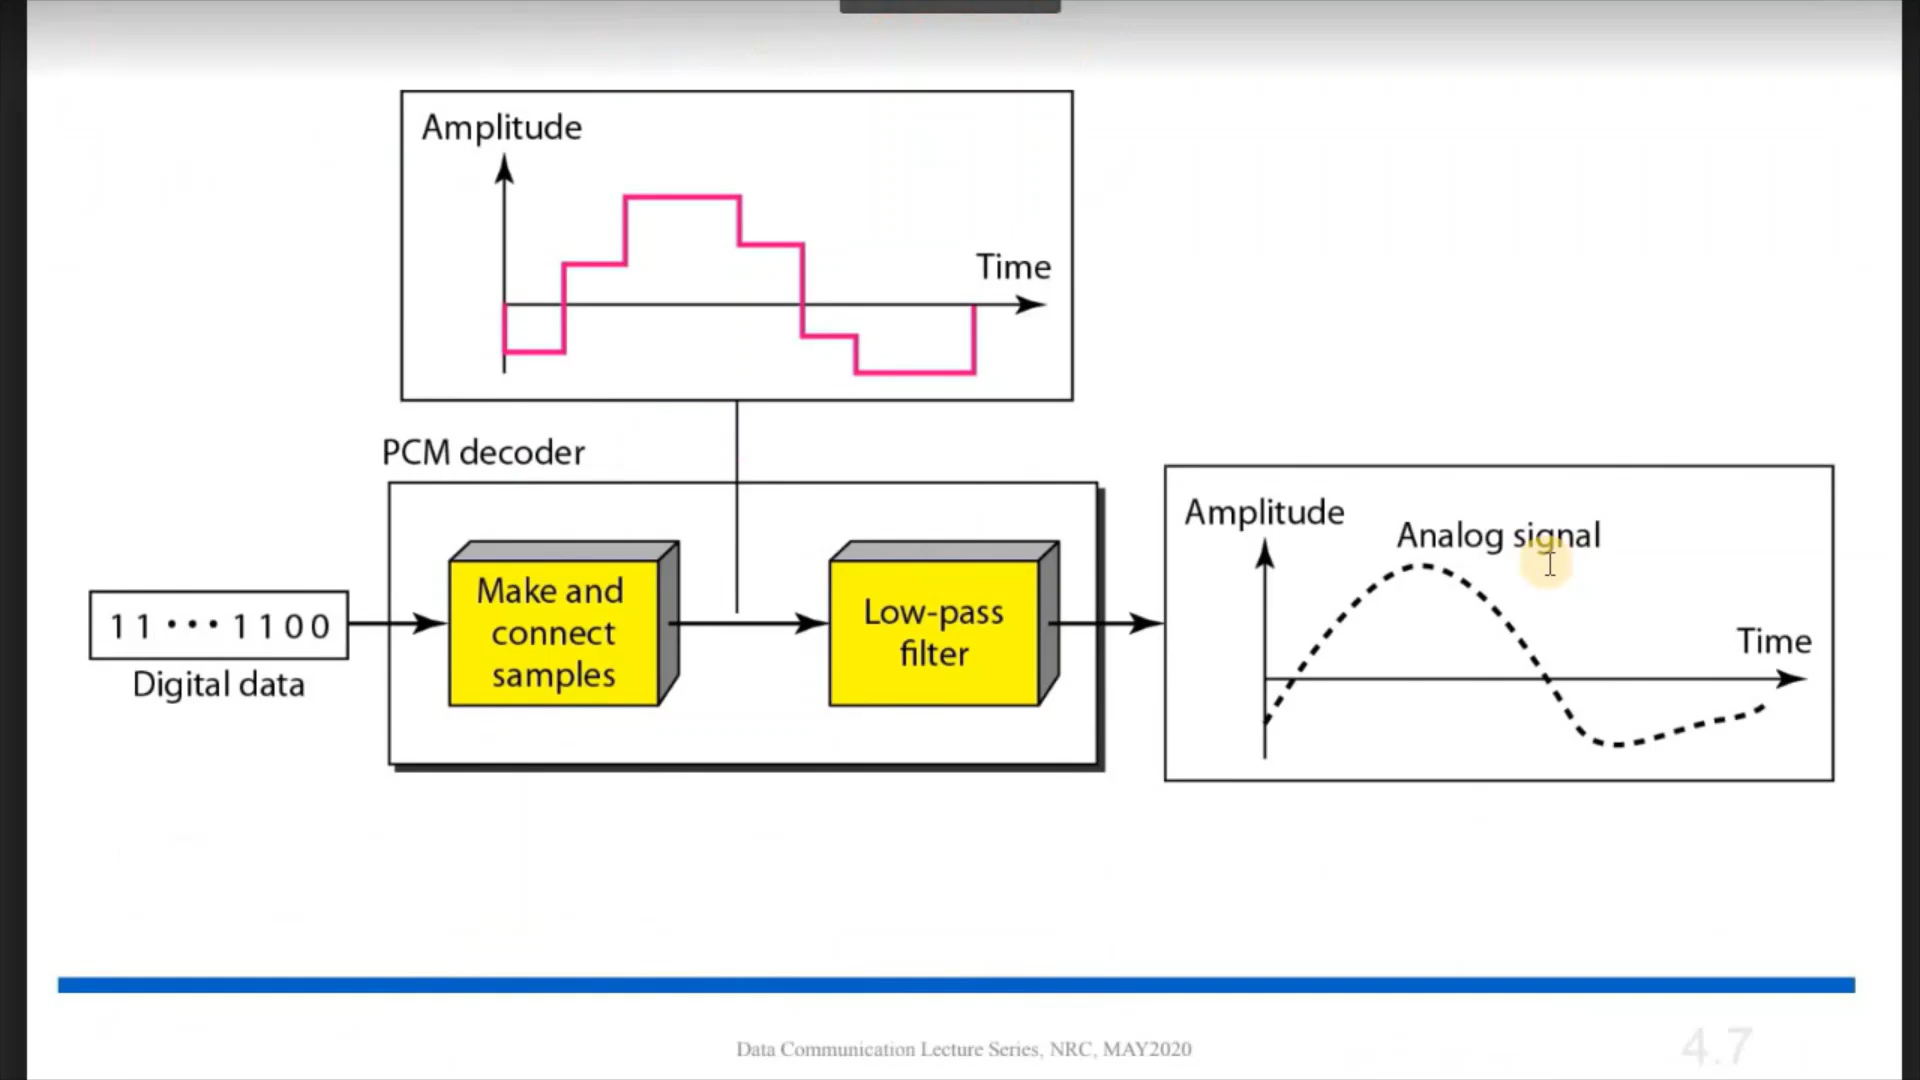 Amplitude
Time
PCM decoder
11···1100
Digital data
Make and
connect
samples
Low-pass
filter
Amplitude
Analog signal
Time
Data Communication Lecture Series, NRC, MAY2020
4.7